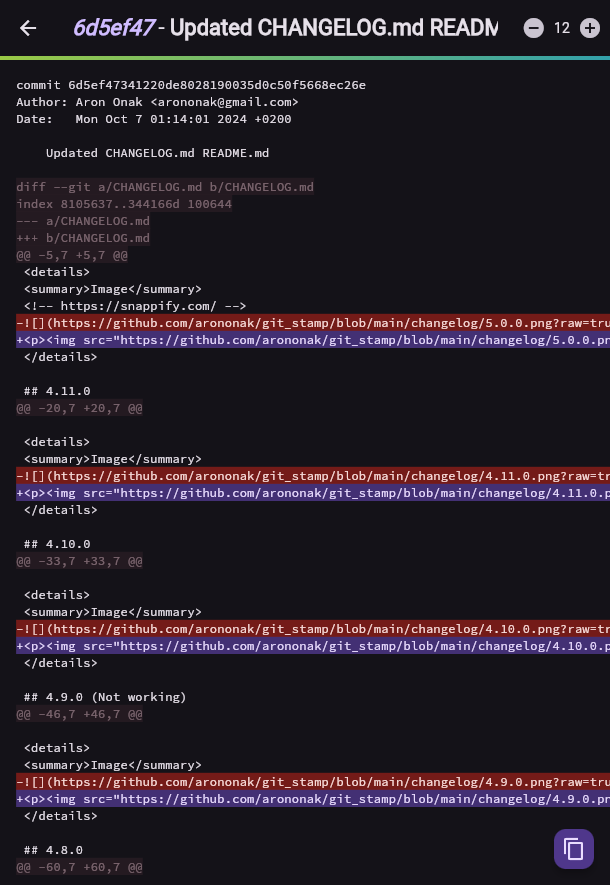 6d5ef47 - Updated CHANGELOG.md READM
12
commit 6d5ef47341220de8028190035d0c50f5668ec26e
Author: Aron Onak <arononak@gmail.com>
Date:   Mon Oct 7 01:14:01 2024 +0200
Updated CHANGELOG.md README.md
diff --git a/CHANGELOG.md b/CHANGELOG.md
index 8105637..344166d 100644
--- a/CHANGELOG.md
+++ b/CHANGELOG.md
@@ -5,7 +5,7 @@
<details>
<summary>Image</summary>
<!-- https://snappify.com/ -->
-![](https://github.com/arononak/git_stamp/blob/main/changelog/5.0.0.png?raw=tru
+<p><img src="https://github.com/arononak/git_stamp/blob/main/changelog/5.0.0.pn
</details>
## 4.11.0
@@ -20,7 +20,7 @@
<details>
<summary>Image</summary>
-![](https://github.com/arononak/git_stamp/blob/main/changelog/4.11.0.png?raw=tr
+<p><img src="https://github.com/arononak/git_stamp/blob/main/changelog/4.11.0.p
</details>
## 4.10.0
@@ -33,7 +33,7 @@
<details>
<summary>Image</summary>
-![](https://github.com/arononak/git_stamp/blob/main/changelog/4.10.0.png?raw=tr
+<p><img src="https://github.com/arononak/git_stamp/blob/main/changelog/4.10.0.p
</details>
## 4.9.0 (Not working)
@@ -46,7 +46,7 @@
<details>
<summary>Image</summary>
-![](https://github.com/arononak/git_stamp/blob/main/changelog/4.9.0.png?raw=tru
+<p><img src="https://github.com/arononak/git_stamp/blob/main/changelog/4.9.0.pn
</details>
## 4.8.0
@@ -60,7 +60,7 @@